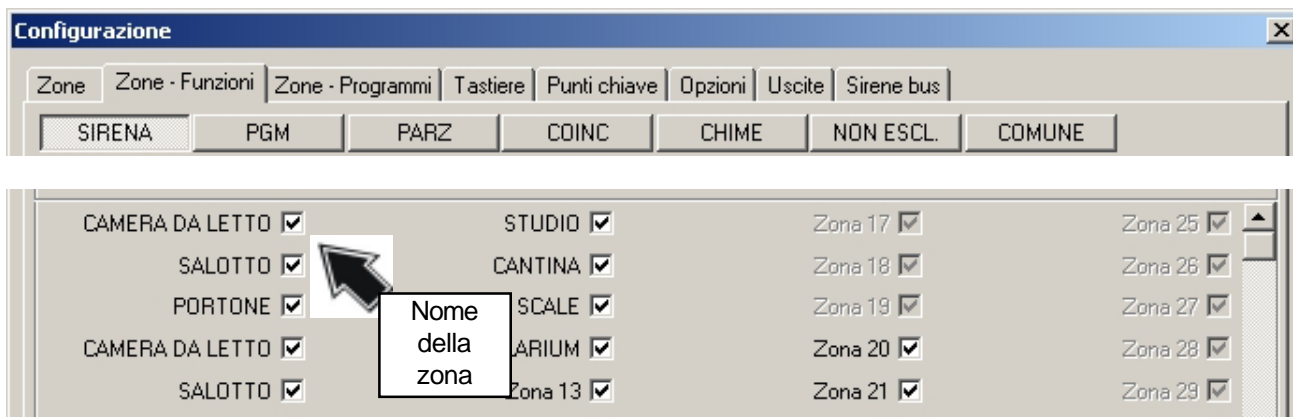 Configurazione
Zone Zone - Funzioni Zone - Programmi Tastiere Punti chiave Opzioni Uscite Sirene bus
SIRENA PGM PARZ COINC CHIME NON ESCL. COMUNE
CAMERA DA LETTO STUDIO Zona 17 Zona 25
SALOTTO CANTINA Zona 18 Zona 26
PORTONE SCALE Zona 19 Zona 27
CAMERA DA LETTO LARIUM Zona 20 Zona 28
SALOTTO Zona 13 Zona 21 Zona 29
Nome
della
zona